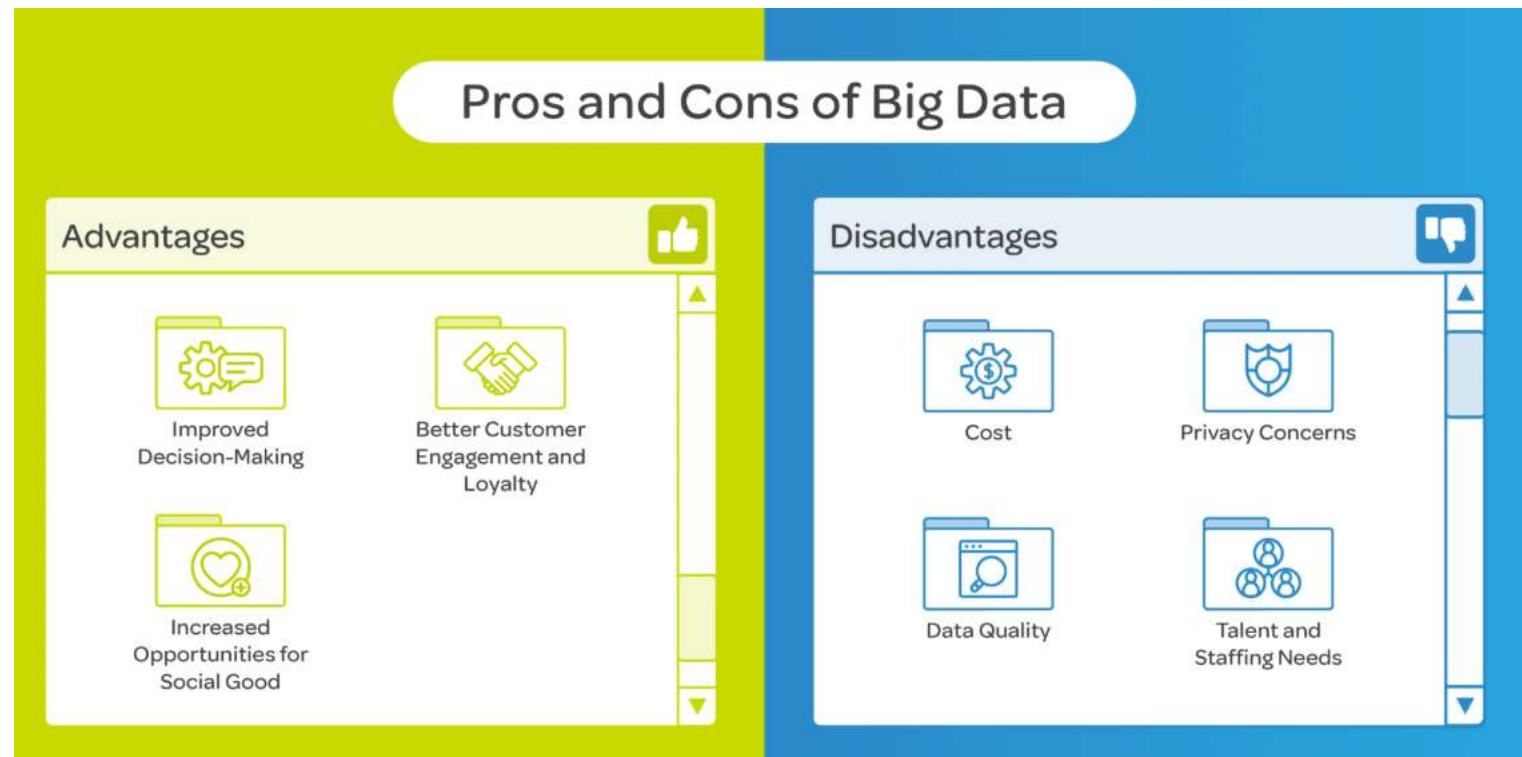 Pros and Cons of Big Data
Advantages
Improved
Decision-Making
Better Customer
Engagement and
Loyalty
Increased
Opportunities for
Social Good
Disadvantages
$
Cost
Privacy Concerns
Data Quality
Talent and
Staffing Needs